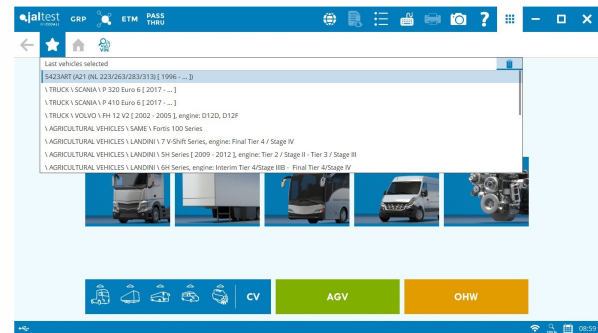 jaltest GRP ETM PASS THRU
VIN
Last vehicles selected
5423ART (A21 (NL 223/263/283/313) [ 1996 - ... ])
\ TRUCK \ SCANIA \ P 320 Euro 6 [ 2017 - ... ]
\ TRUCK \ SCANIA \ P 410 Euro 6 [ 2017 - ... ]
\ TRUCK \ VOLVO \ FH 12 V2 [ 2002 - 2005 ], engine: D12D, D12F
\ AGRICULTURAL VEHICLES \ SAME \ Fortis 100 Series
\ AGRICULTURAL VEHICLES \ LANDINI \ 7 V-Shift Series, engine: Final Tier 4 / Stage IV
\ AGRICULTURAL VEHICLES \ LANDINI \ 5H Series [ 2009 - 2012 ], engine: Tier 2 / Stage II - Tier 3 / Stage III
\ AGRICULTURAL VEHICLES \ LANDINI \ 6H Series, engine: Interim Tier 4/Stage IIIB - Final Tier 4/Stage IV
CV AGV OHW
08:59